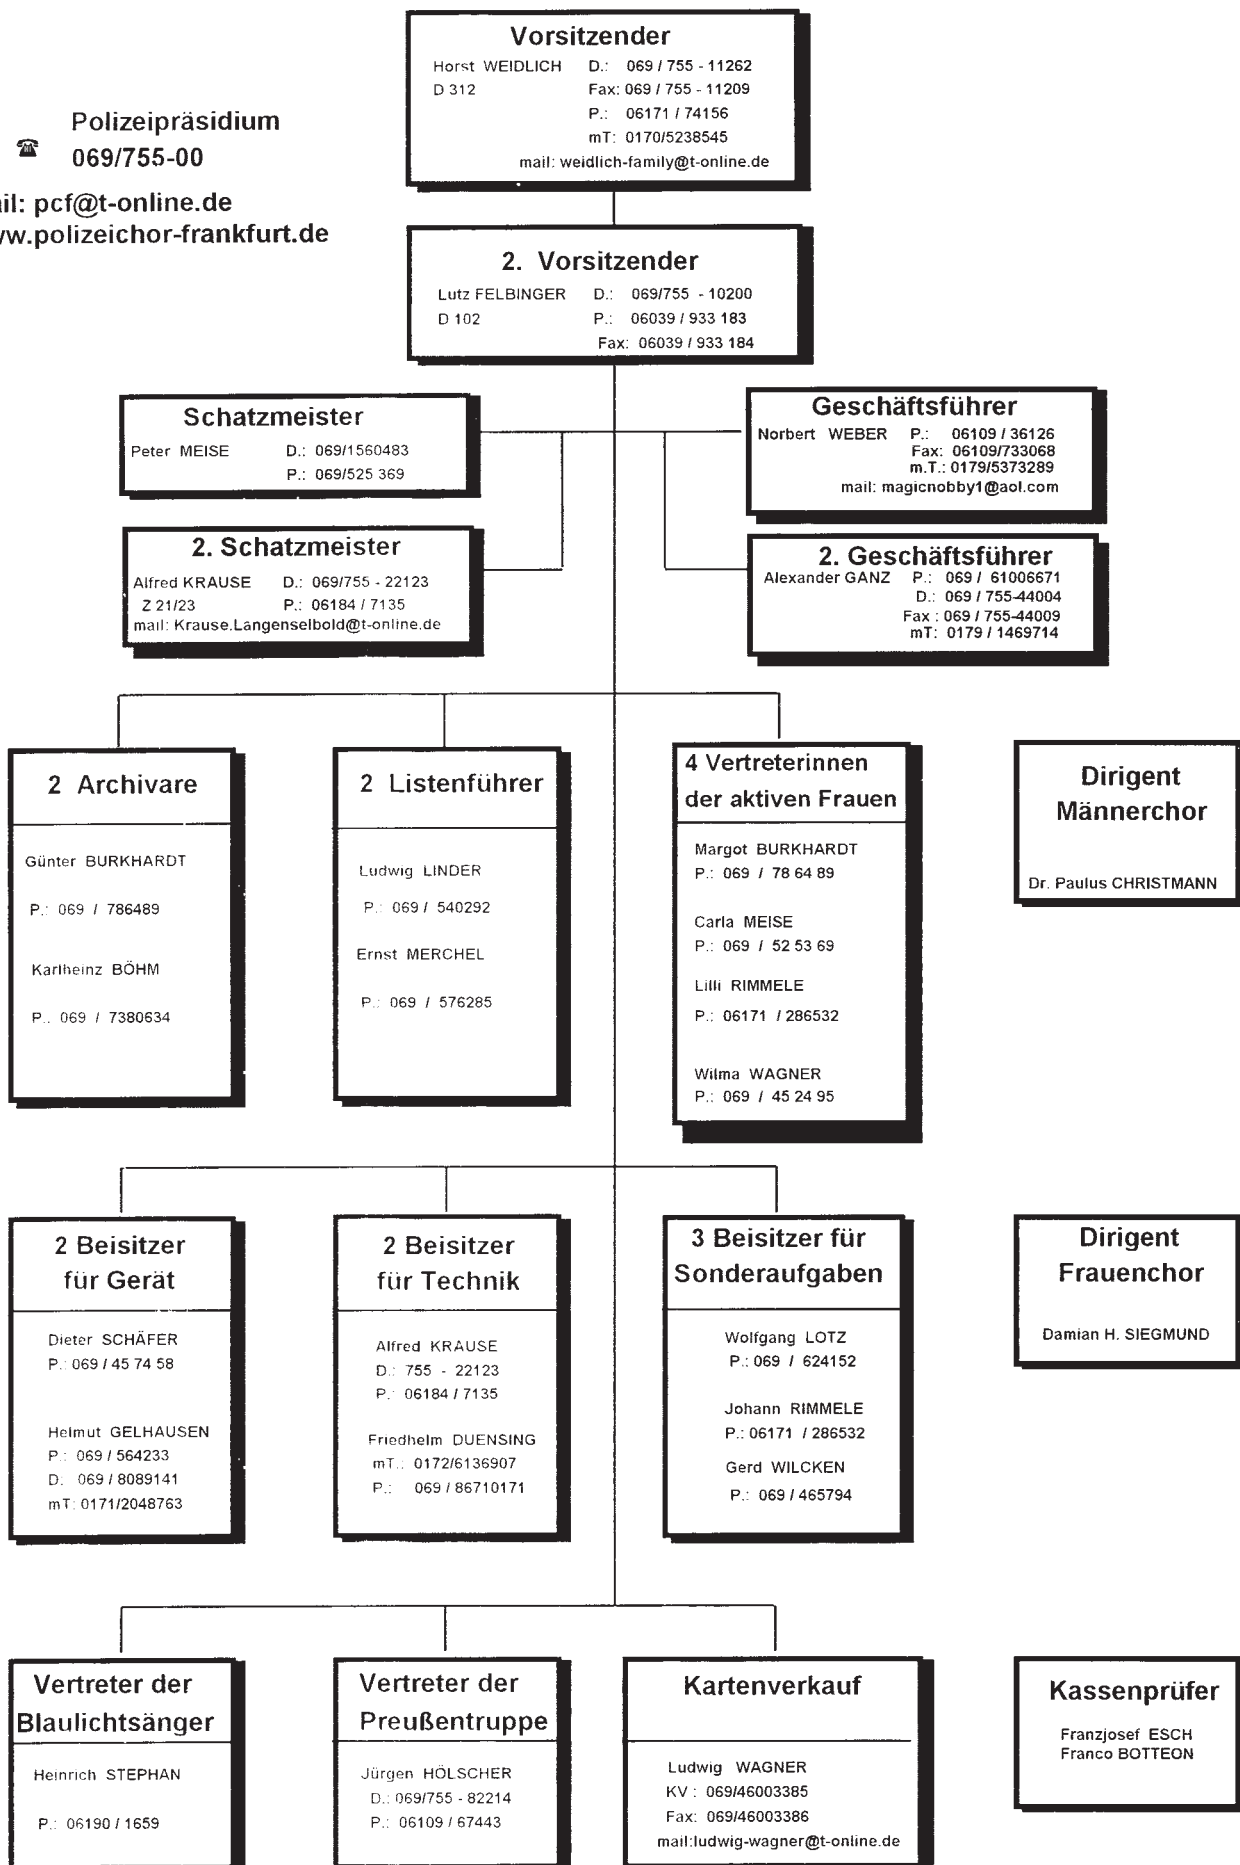 Vorsitzender
Horst WEIDLICH D.: 069 / 755 - 11262
D 312 Fax: 069 / 755 - 11209
P.: 06171 / 74156
mT: 0170/5238545
mail: weidlich-family@t-online.de
Polizeipräsidium
☎ 069/755-00
il: pcf@t-online.de
w.polizeichor-frankfurt.de
2. Vorsitzender
Lutz FELBINGER D.: 069/755 - 10200
D 102 P.: 06039 / 933 183
Fax: 06039 / 933 184
Schatzmeister
Peter MEISE D.: 069/1560483
P.: 069/525 369
Geschäftsführer
Norbert WEBER P.: 06109 / 36126
Fax: 06109/733068
m.T.: 0179/5373289
mail: magicnobby1@aol.com
2. Schatzmeister
Alfred KRAUSE D.: 069/755 - 22123
Z 21/23 P.: 06184 / 7135
mail: Krause.Langenselbold@t-online.de
2. Geschäftsführer
Alexander GANZ P.: 069 / 61006671
D.: 069 / 755-44004
Fax : 069 / 755-44009
mT: 0179 / 1469714
2 Archivare
Günter BURKHARDT
P.: 069 / 786489
Karlheinz BÖHM
P.: 069 / 7380634
2 Listenführer
Ludwig LINDER
P.: 069 / 540292
Ernst MERCHEL
P.: 069 / 576285
4 Vertreterinnen
der aktiven Frauen
Margot BURKHARDT
P.: 069 / 78 64 89
Carla MEISE
P.: 069 / 52 53 69
Lilli RIMMELE
P.: 06171 / 286532
Wilma WAGNER
P.: 069 / 45 24 95
Dirigent
Männerchor
Dr. Paulus CHRISTMANN
2 Beisitzer
für Gerät
Dieter SCHÄFER
P.: 069 / 45 74 58
Helmut GELHAUSEN
P.: 069 / 564233
D. 069 / 8089141
mT: 0171/2048763
2 Beisitzer
für Technik
Alfred KRAUSE
D.: 755 - 22123
P.: 06184 / 7135
Friedhelm DUENSING
mT.: 0172/6136907
P.: 069 / 86710171
3 Beisitzer für
Sonderaufgaben
Wolfgang LOTZ
P.: 069 / 624152
Johann RIMMELE
P.: 06171 / 286532
Gerd WILCKEN
P.: 069 / 465794
Dirigent
Frauenchor
Damian H. SIEGMUND
Vertreter der
Blaulichtsänger
Heinrich STEPHAN
P.: 06190 / 1659
Vertreter der
Preußentruppe
Jürgen HÖLSCHER
D.: 069/755 - 82214
P.: 06109 / 67443
Kartenverkauf
Ludwig WAGNER
KV : 069/46003385
Fax: 069/46003386
mail:ludwig-wagner@t-online.de
Kassenprüfer
Franzjosef ESCH
Franco BOTTEON